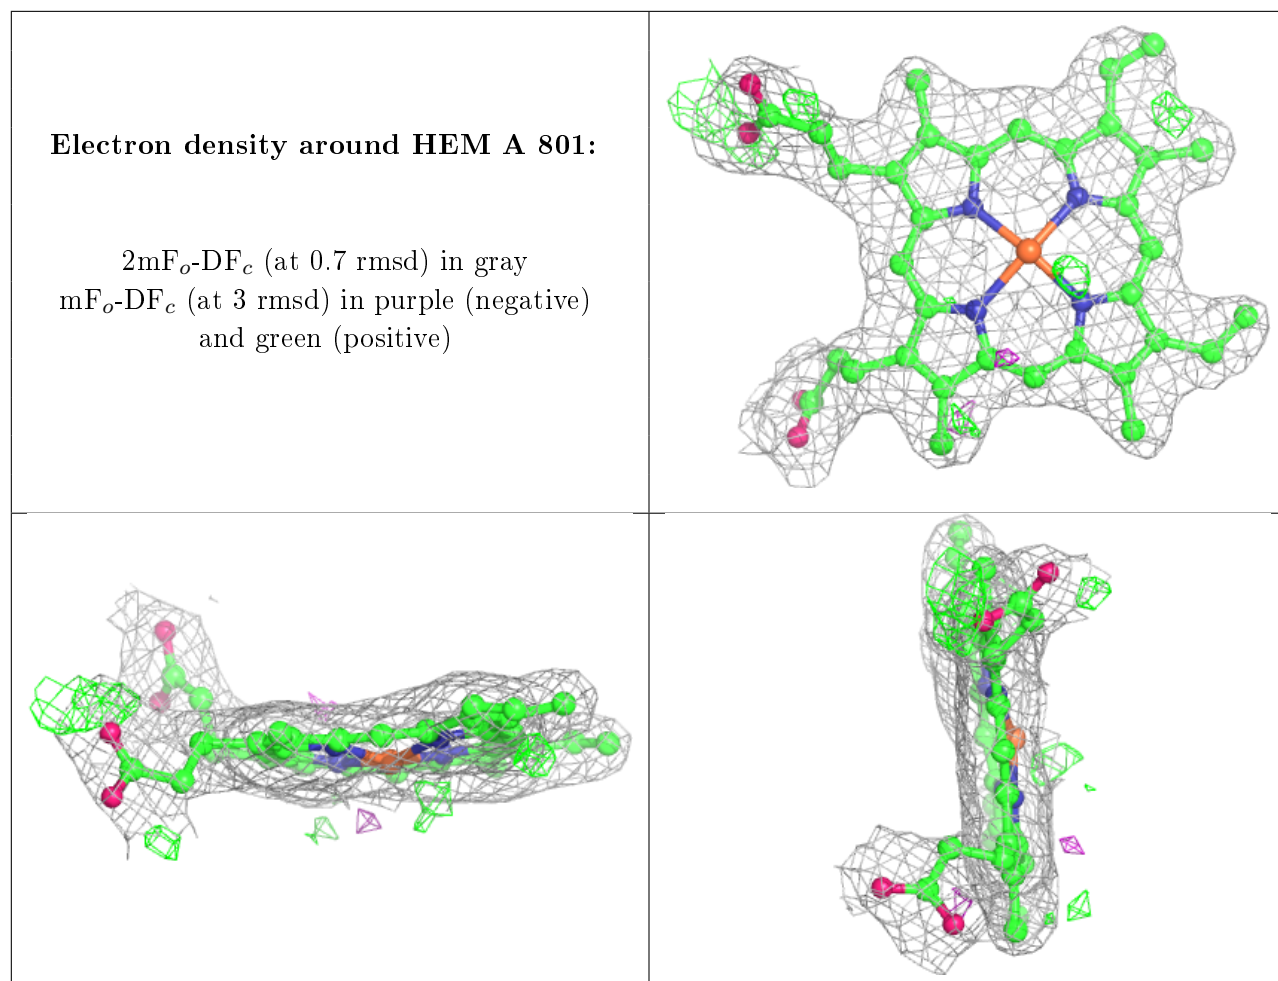 Electron density around HEM A 801:
2mFₒ-DF𝒸 (at 0.7 rmsd) in gray
mFₒ-DF𝒸 (at 3 rmsd) in purple (negative)
and green (positive)